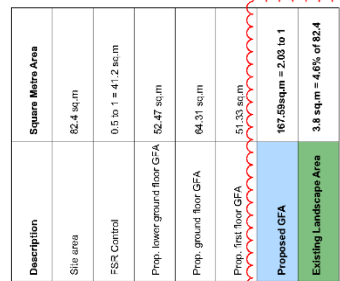 Description Square Metre Area
Site area 82.4 sq.m
FSR Control 0.5 to 1 = 41.2 sq.m
Prop. lower ground floor GFA 52.47 sq.m
Prop. ground floor GFA 64.31 sq.m
Prop. first floor GFA 51.33 sq.m
Proposed GFA 167.59sq.m = 2.03 to 1
Existing Landscape Area 3.8 sq.m = 4.6% of 82.4